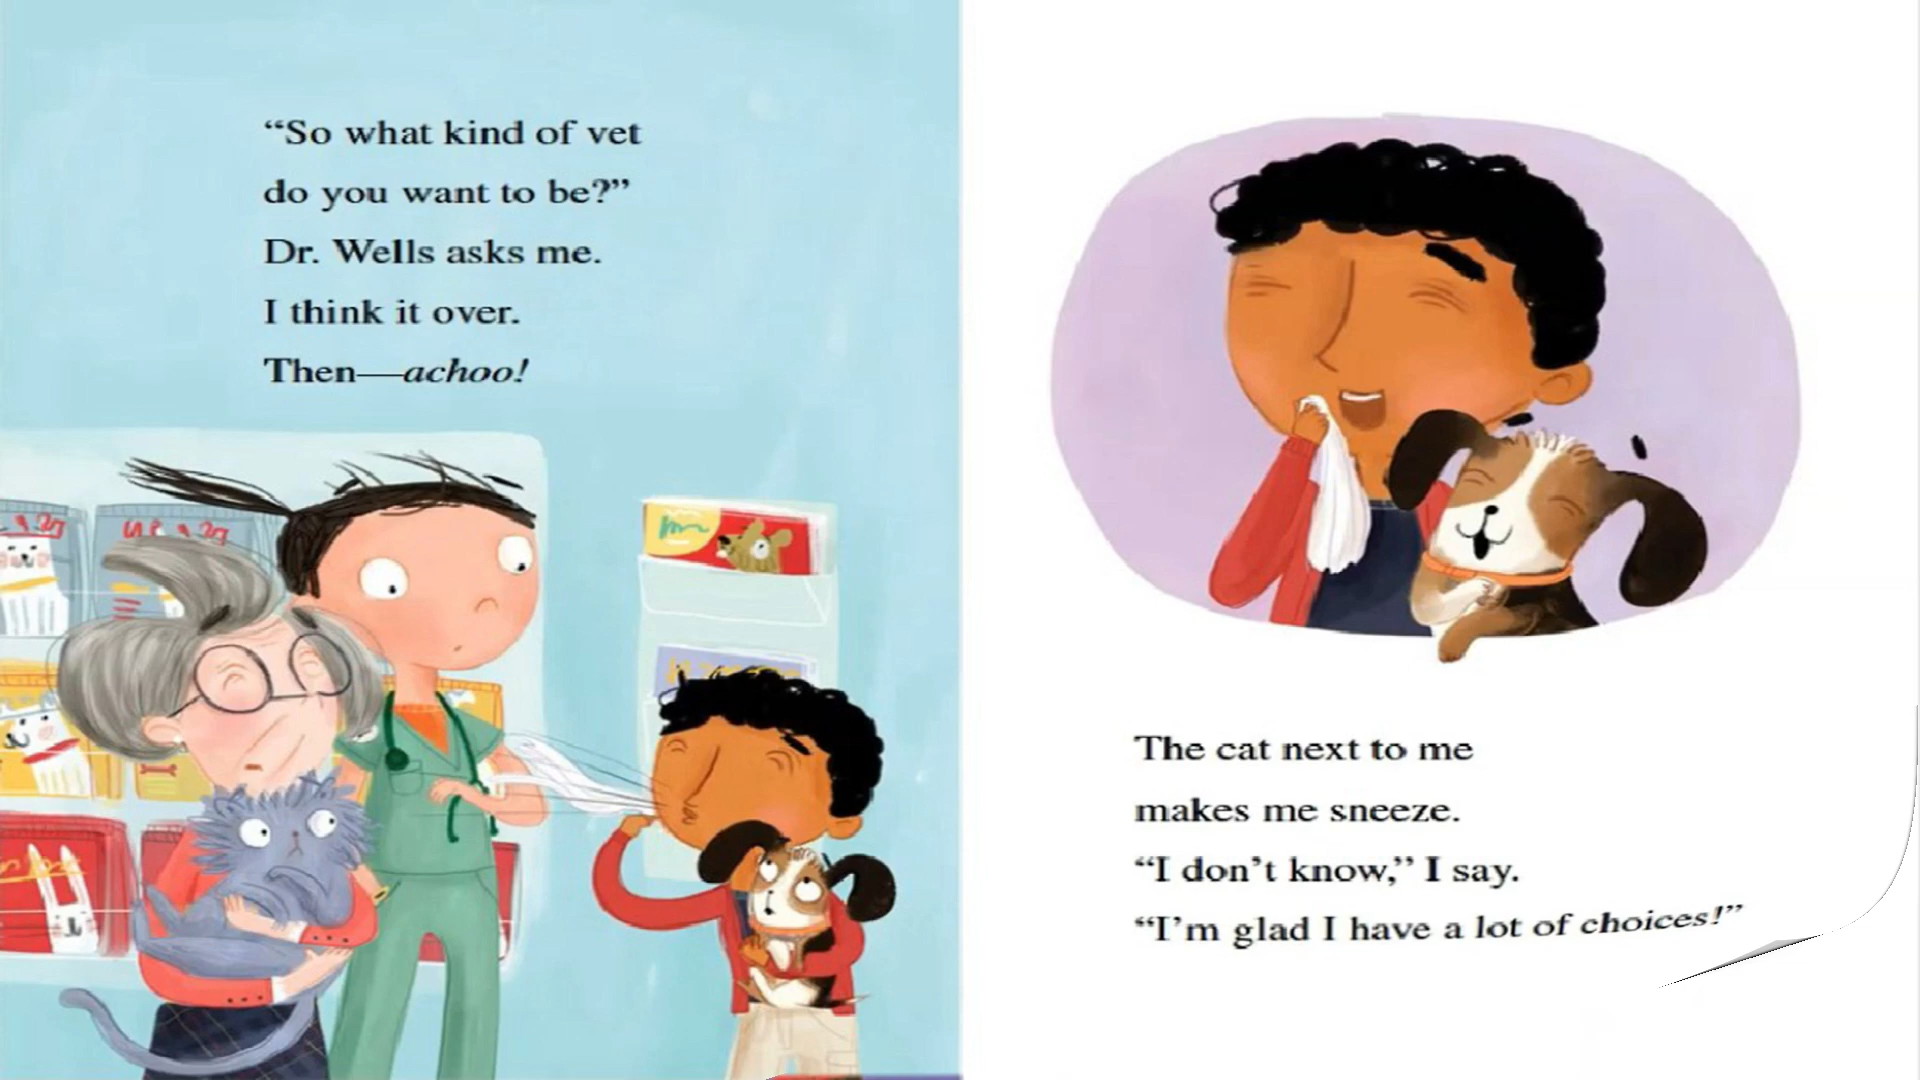 “So what kind of vet
do you want to be?”
Dr. Wells asks me.
I think it over.
Then—achoo!
The cat next to me
makes me sneeze.
“I don’t know,” I say.
“I’m glad I have a lot of choices!”